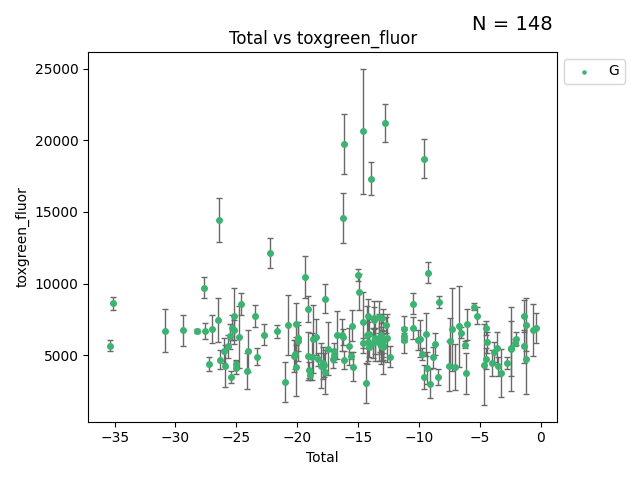 N = 148
Total vs toxgreen_fluor
G
25000
20000
15000
10000
5000
toxgreen_fluor
−35 −30 −25 −20 −15 −10 −5 0
Total